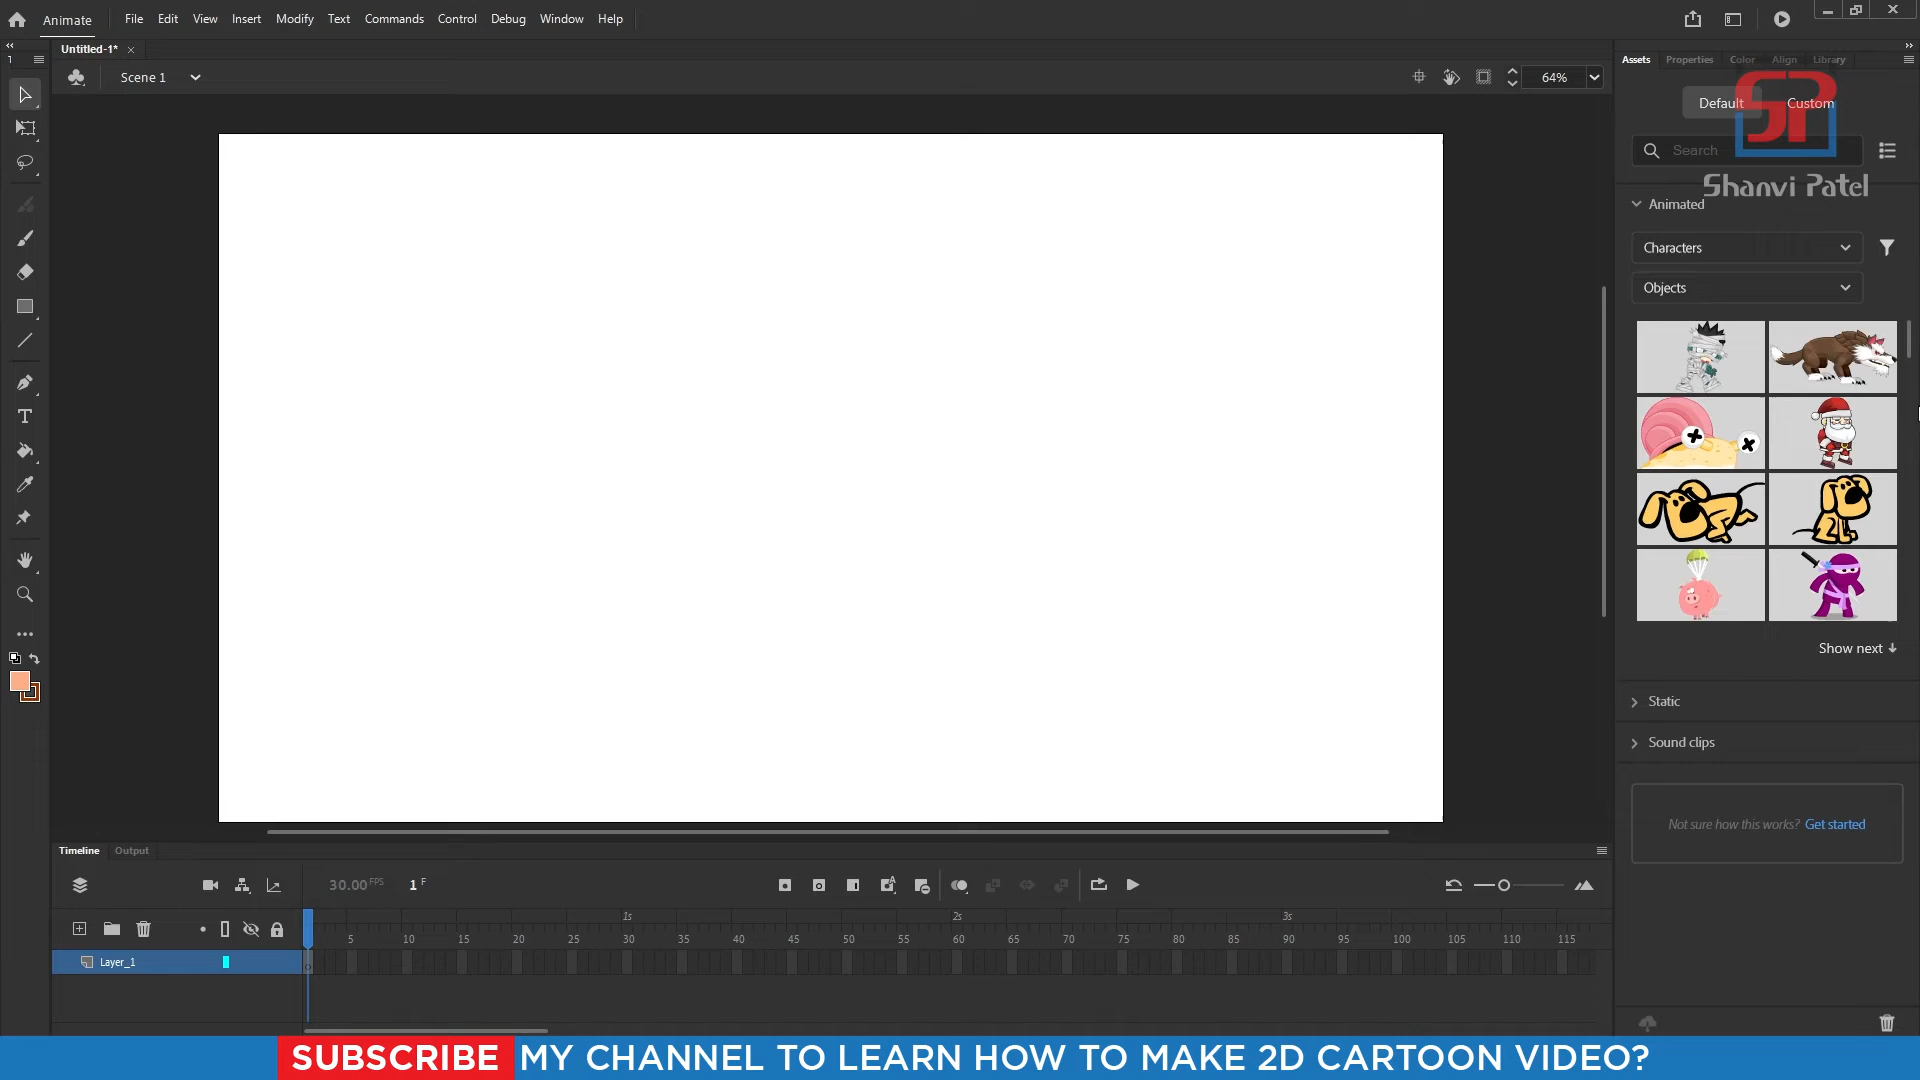 Animate File Edit View Insert Modify Text Commands Control Debug Window Help
Untitled-1*
Scene 1 64%
1
Assets Properties Color Align Library
Default Custom
SP
Search
Shanvi Patel
Animated
Characters
Objects
Show next
Static
Sound clips
Not sure how this works? Get started
Timeline Output
30.00 FPS 1 F
1s 2s 3s
5 10 15 20 25 30 35 40 45 50 55 60 65 70 75 80 85 90 95 100 105 110 115
Layer_1
SUBSCRIBE MY CHANNEL TO LEARN HOW TO MAKE 2D CARTOON VIDEO?